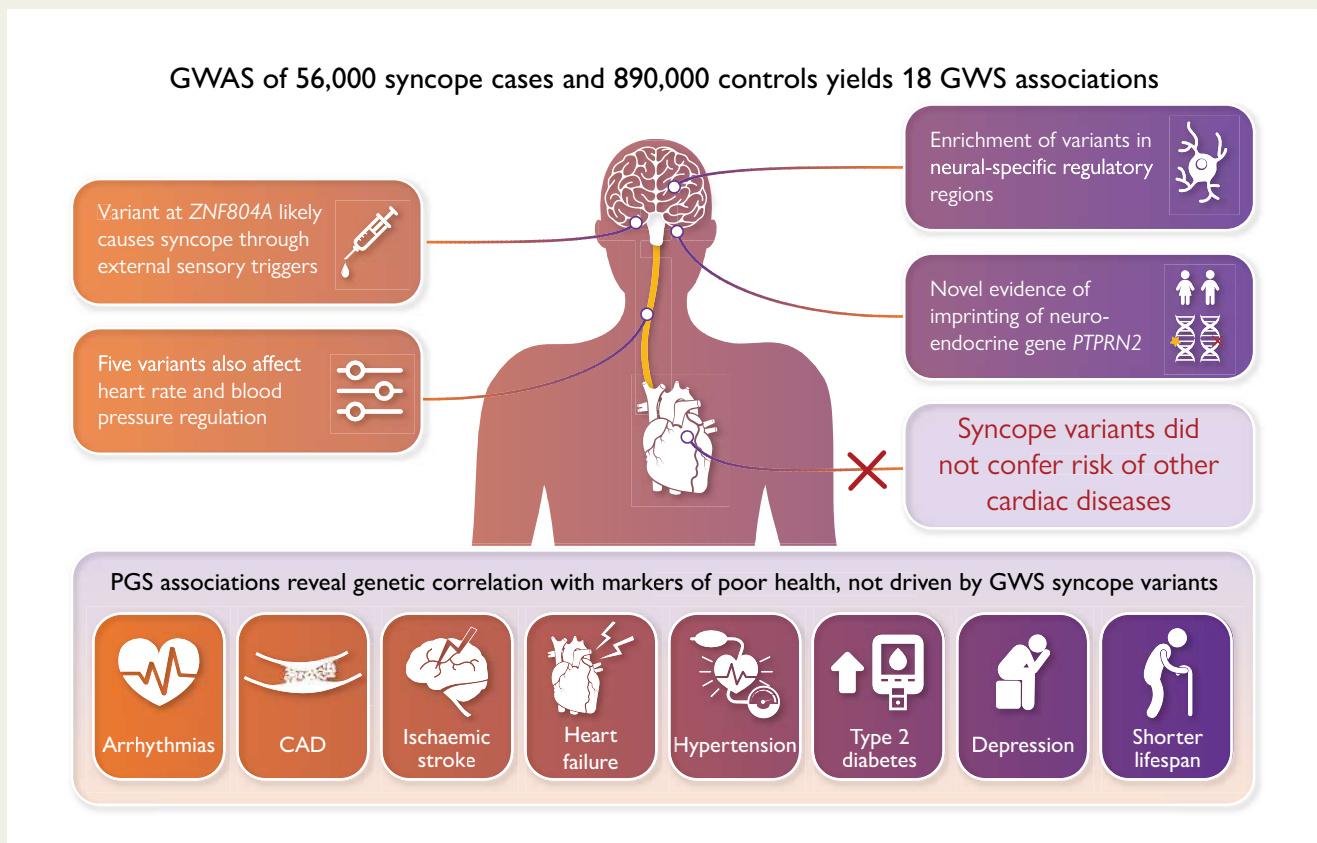 GWAS of 56,000 syncope cases and 890,000 controls yields 18 GWS associations
Variant at ZNF804A likely
causes syncope through
external sensory triggers
Five variants also affect
heart rate and blood
pressure regulation
Enrichment of variants in
neural-specific regulatory
regions
Novel evidence of
imprinting of neuro-
endocrine gene PTPRN2
Syncope variants did
not confer risk of other
cardiac diseases
PGS associations reveal genetic correlation with markers of poor health, not driven by GWS syncope variants
Arrhythmias
CAD
Ischaemic
stroke
Heart
failure
Hypertension
Type 2
diabetes
Depression
Shorter
lifespan